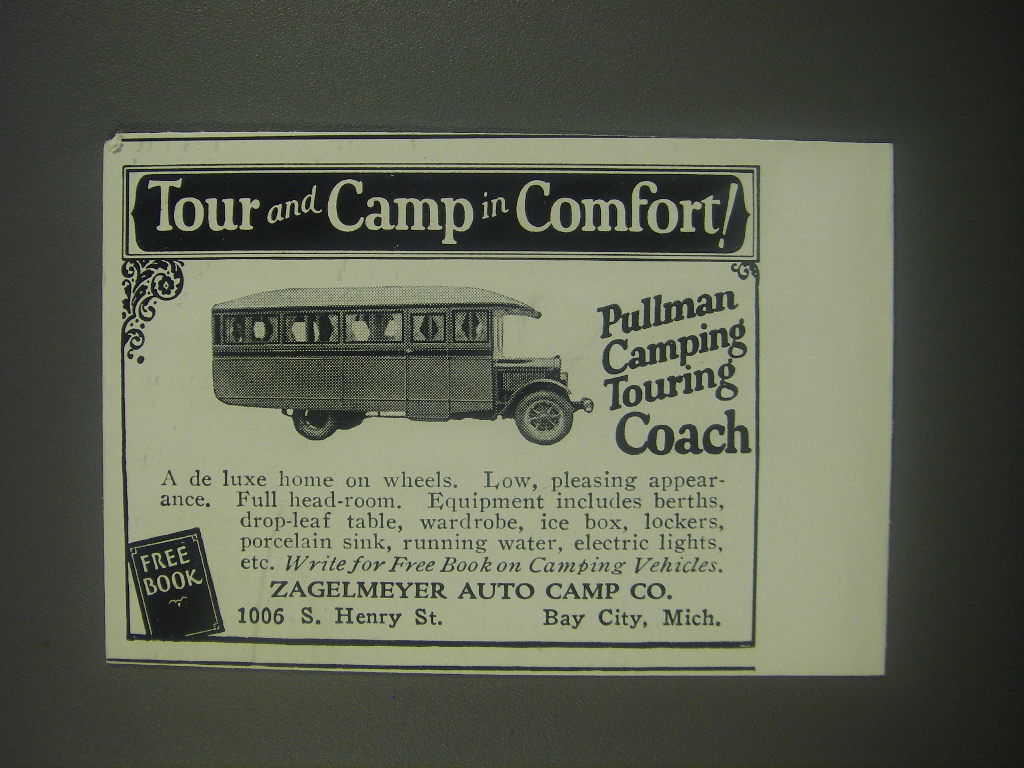 Tour and Camp in Comfort!
Pullman
Camping
Touring
Coach
A de luxe home on wheels. Low, pleasing appear-
ance. Full head-room. Equipment includes berths,
drop-leaf table, wardrobe, ice box, lockers,
porcelain sink, running water, electric lights,
etc. Write for Free Book on Camping Vehicles.
FREE
BOOK
ZAGELMEYER AUTO CAMP CO.
1006 S. Henry St. Bay City, Mich.